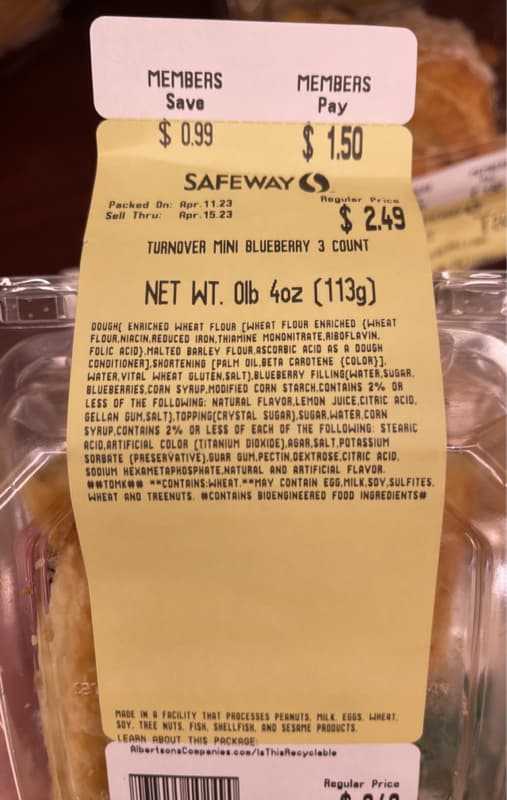 MEMBERS Save
MEMBERS Pay
$ 0.99
$ 1.50
SAFEWAY
Packed On: Apr.11.23
Sell Thru: Apr.15.23
Regular Price
$ 2.49
TURNOVER MINI BLUEBERRY 3 COUNT
NET WT. 0lb 4oz (113g)
DOUGH( ENRICHED WHEAT FLOUR [WHEAT FLOUR ENRICHED {WHEAT
FLOUR,NIACIN,REDUCED IRON,THIAMINE MONONITRATE,RIBOFLAVIN,
FOLIC ACID},MALTED BARLEY FLOUR,ASCORBIC ACID AS A DOUGH
CONDITIONER],SHORTENING [PALM OIL,BETA CAROTENE {COLOR}],
WATER,VITAL WHEAT GLUTEN,SALT),BLUEBERRY FILLING(WATER,SUGAR,
BLUEBERRIES,CORN SYRUP,MODIFIED CORN STARCH.CONTAINS 2% OR
LESS OF THE FOLLOWING: NATURAL FLAVOR,LEMON JUICE,CITRIC ACID,
GELLAN GUM,SALT),TOPPING(CRYSTAL SUGAR),SUGAR,WATER,CORN
SYRUP,CONTAINS 2% OR LESS OF EACH OF THE FOLLOWING: STEARIC
ACID,ARTIFICIAL COLOR (TITANIUM DIOXIDE),AGAR,SALT,POTASSIUM
SORBATE (PRESERVATIVE),GUAR GUM,PECTIN,DEXTROSE,CITRIC ACID,
SODIUM HEXAMETAPHOSPHATE,NATURAL AND ARTIFICIAL FLAVOR.
##TOMK## **CONTAINS:WHEAT.**MAY CONTAIN EGG,MILK,SOY,SULFITES,
WHEAT AND TREENUTS. #CONTAINS BIOENGINEERED FOOD INGREDIENTS#
MADE IN A FACILITY THAT PROCESSES PEANUTS, MILK, EGGS, WHEAT,
SOY, TREE NUTS, FISH, SHELLFISH, AND SESAME PRODUCTS.
LEARN ABOUT THIS PACKAGE:
AlbertsonsCompanies.com/IsThisRecyclable
Regular Price